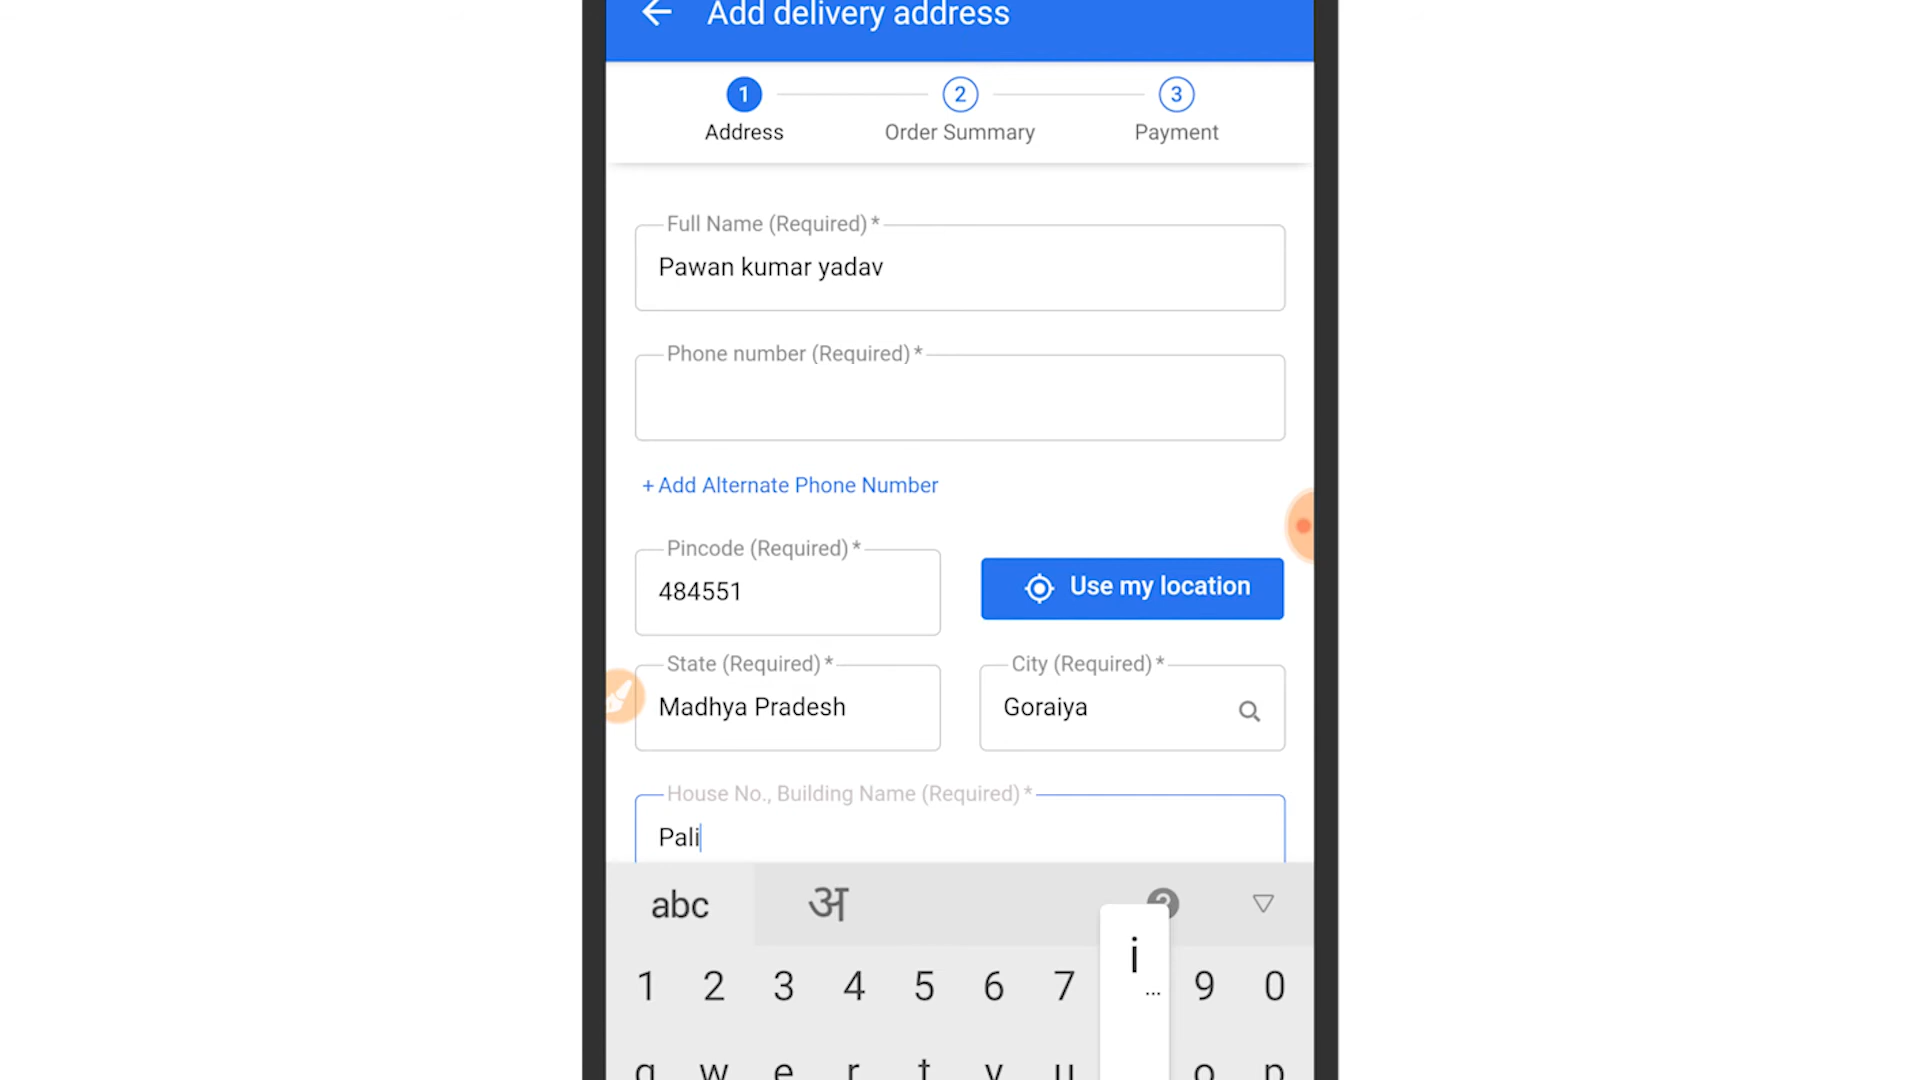 Add delivery address
1 2 3
Address Order Summary Payment
Full Name (Required) *
Pawan kumar yadav
Phone number (Required) *
+ Add Alternate Phone Number
Pincode (Required) *
484551
Use my location
State (Required) *
Madhya Pradesh
City (Required) *
Goraiya
House No., Building Name (Required) *
Pali
abc अ ?
i
...
1 2 3 4 5 6 7 9 0
q w e r t y u o p